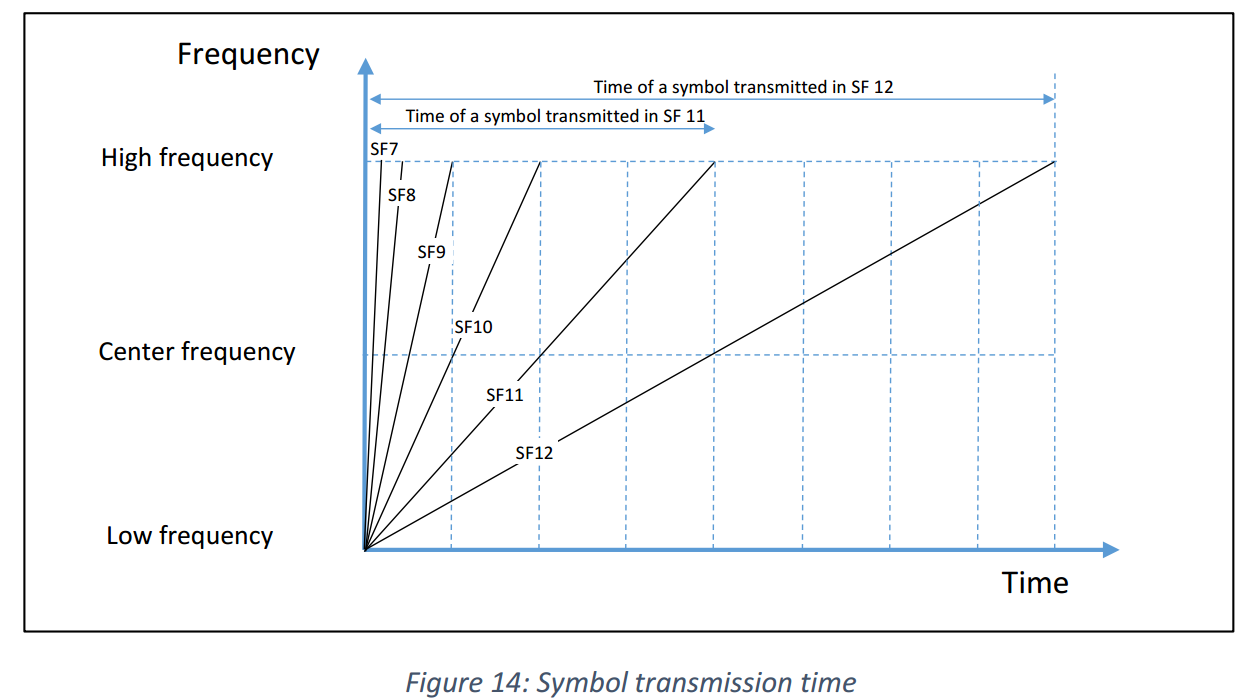 Frequency
Time of a symbol transmitted in SF 12
Time of a symbol transmitted in SF 11
SF7
High frequency
SF8
SF9
SF10
Center frequency
SF11
SF12
Low frequency
Time
Figure 14: Symbol transmission time